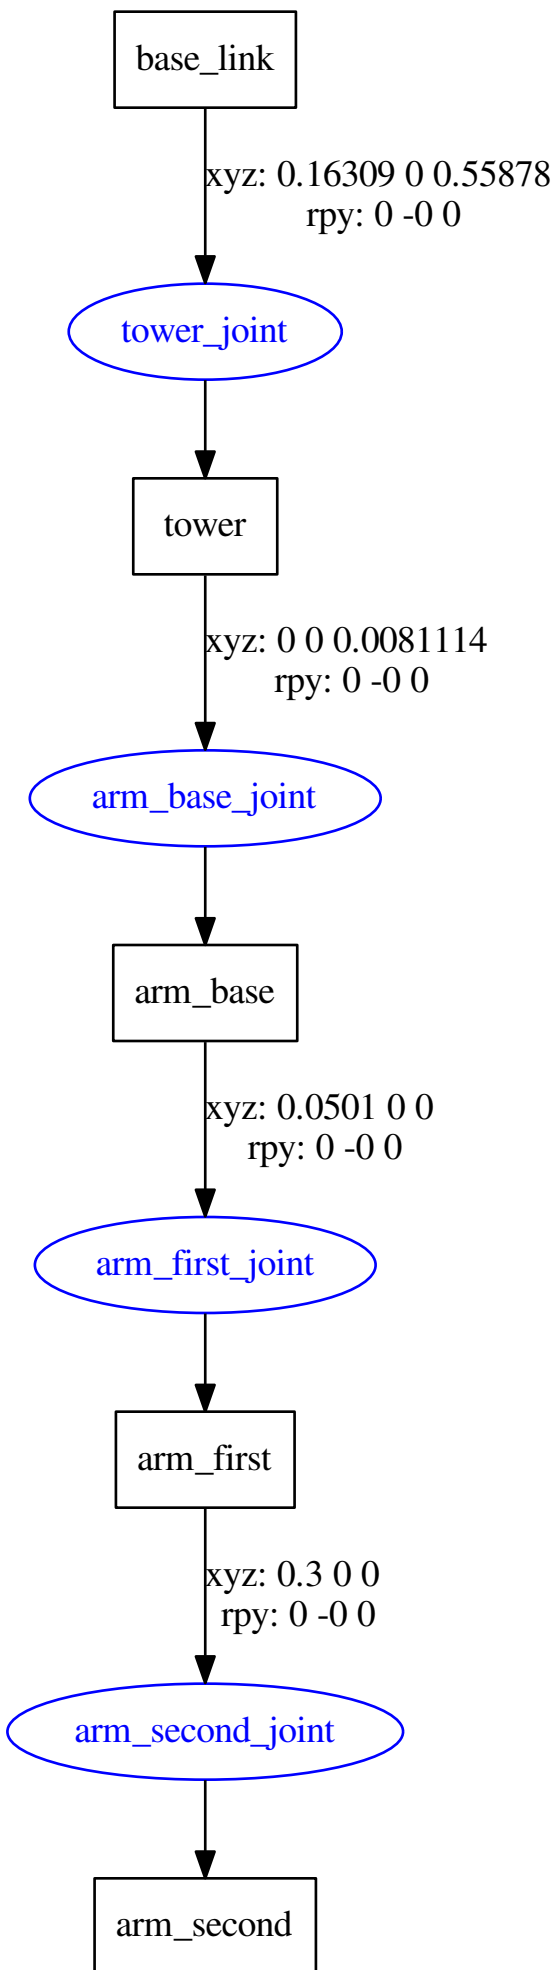 base_link
xyz: 0.16309 0 0.55878
rpy: 0 -0 0
tower_joint
tower
xyz: 0 0 0.0081114
rpy: 0 -0 0
arm_base_joint
arm_base
xyz: 0.0501 0 0
rpy: 0 -0 0
arm_first_joint
arm_first
xyz: 0.3 0 0
rpy: 0 -0 0
arm_second_joint
arm_second